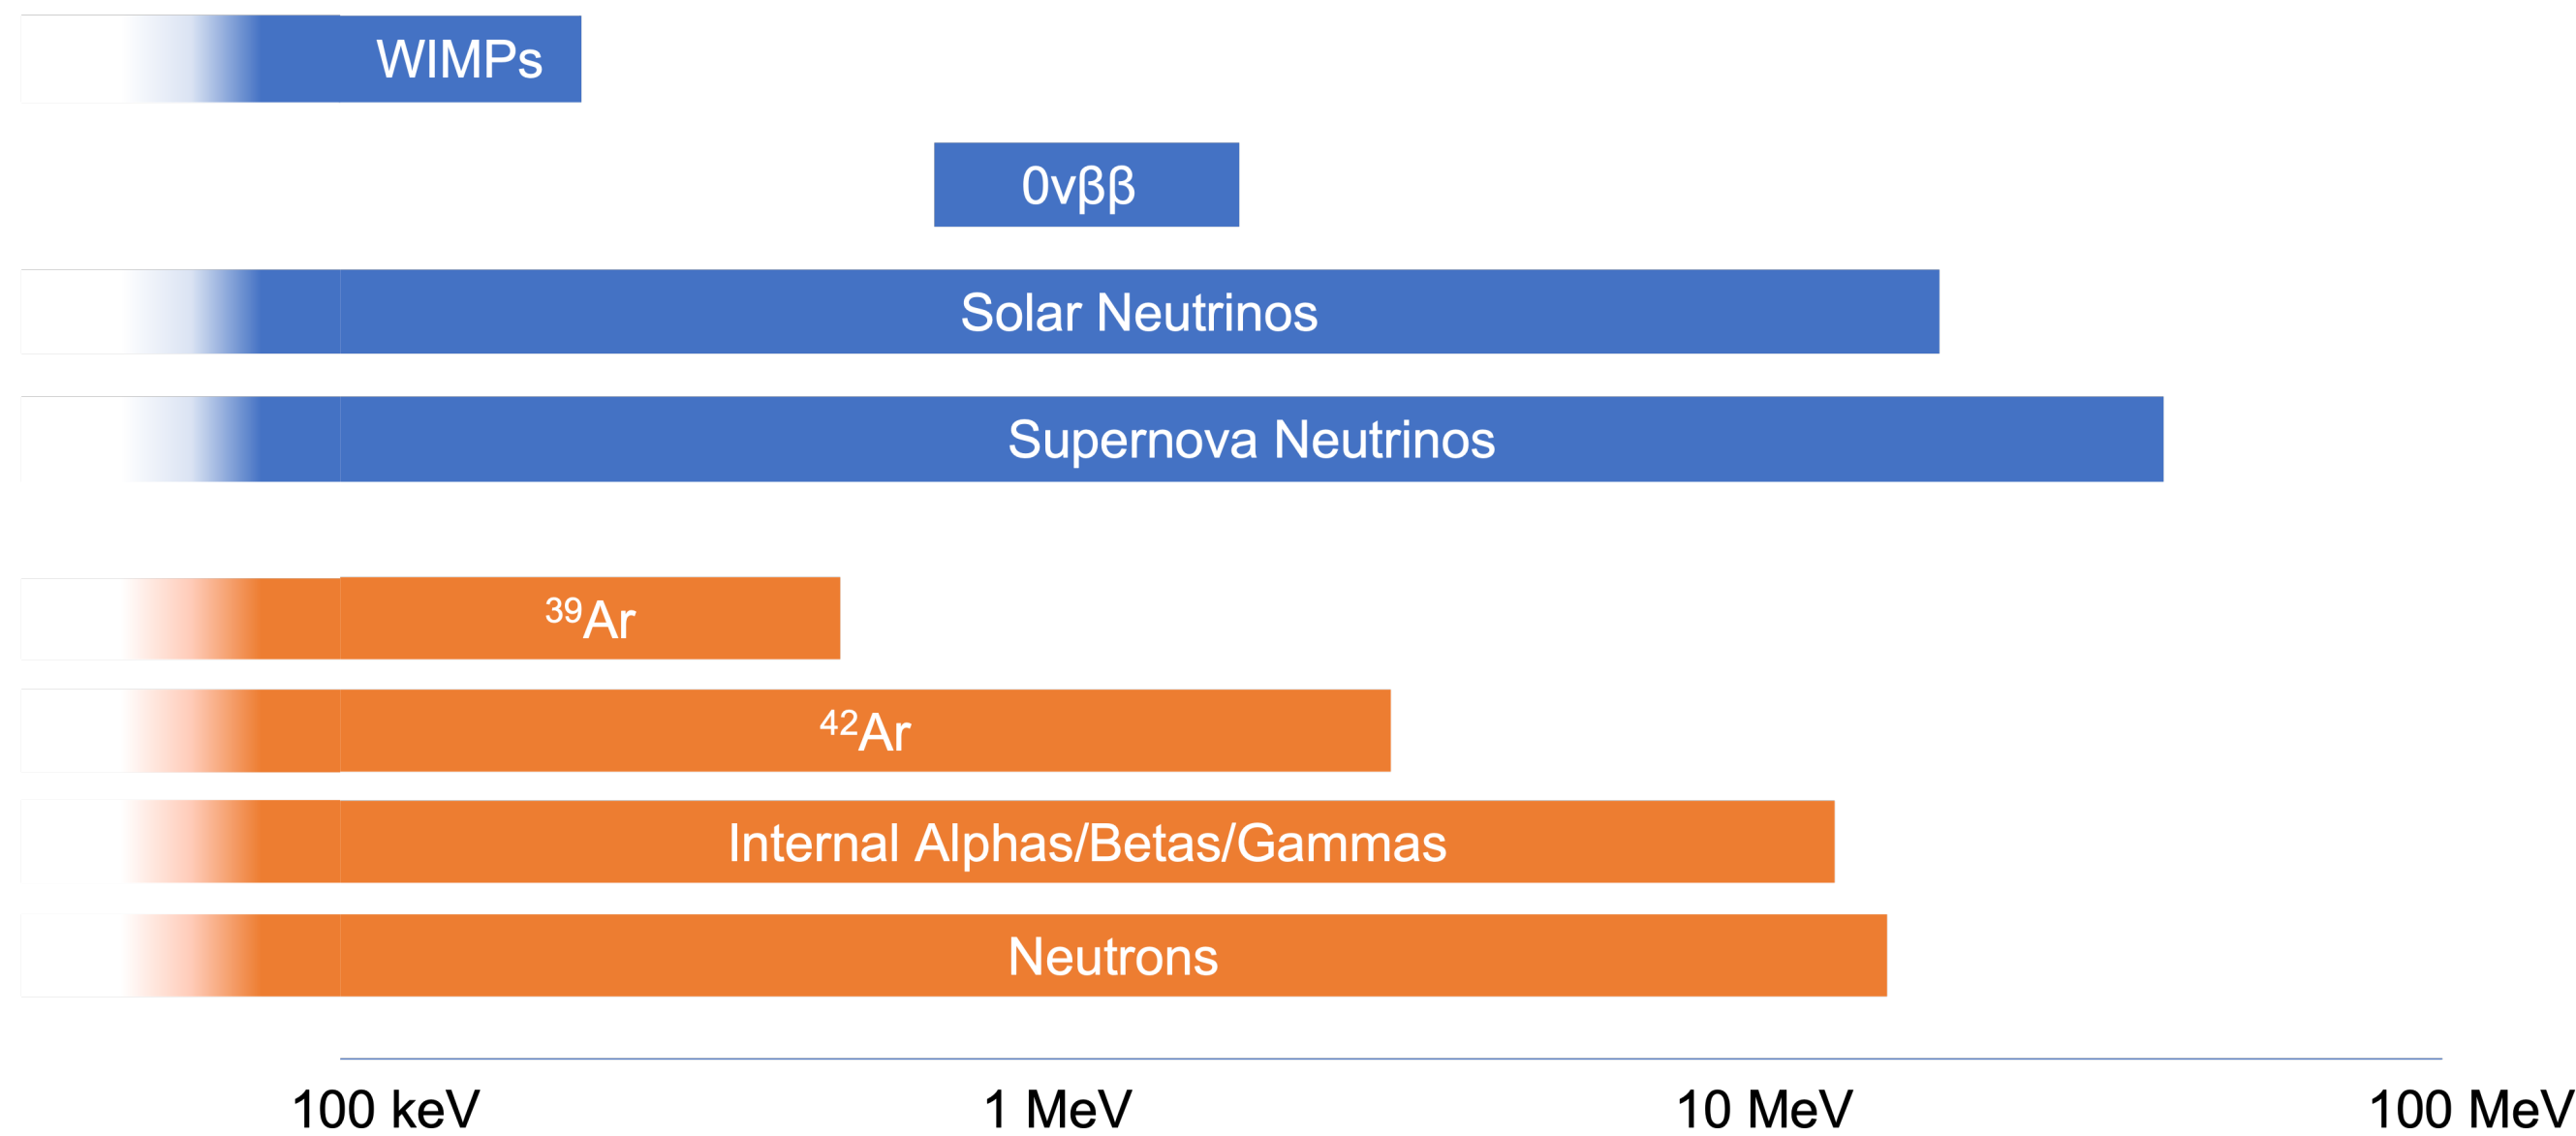 WIMPs
0vββ
Solar Neutrinos
Supernova Neutrinos
³⁹Ar
⁴²Ar
Internal Alphas/Betas/Gammas
Neutrons
100 keV 1 MeV 10 MeV 100 MeV